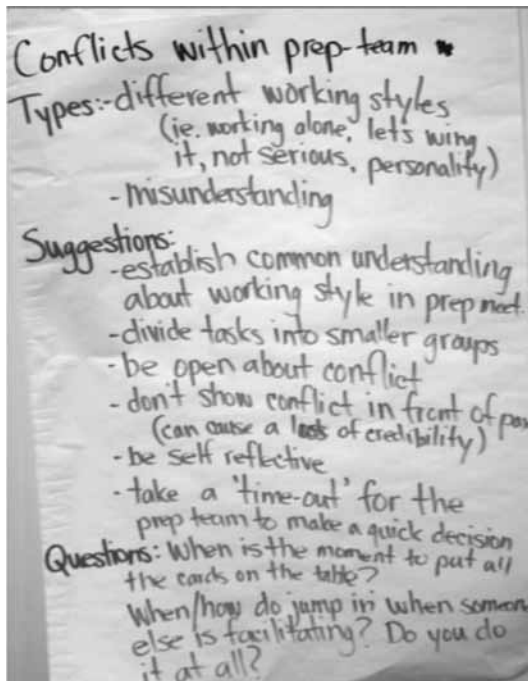 Conflicts within prep-team
Types:-different working styles
(ie. working alone, let's wing
it, not serious, personality)
- misunderstanding
Suggestions:
-establish common understanding
about working style in prep meet.
-divide tasks into smaller groups
-be open about conflict
- don't show conflict in front of
(can cause a of credibility)
- be self reflective
- take a 'time-out' for the
prep team to make a quick decision
Questions: When is the moment to put all
the cards on the table?
When/how do jump in when someon
else is facilitating? Do you do
it at all?